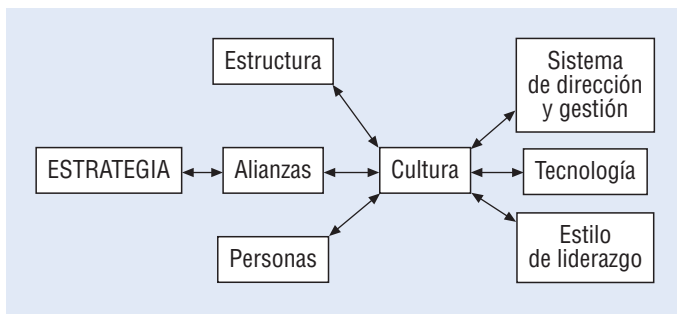 Estructura
Sistema
de dirección
y gestión
ESTRATEGIA
Alianzas
Cultura
Tecnología
Personas
Estilo
de liderazgo